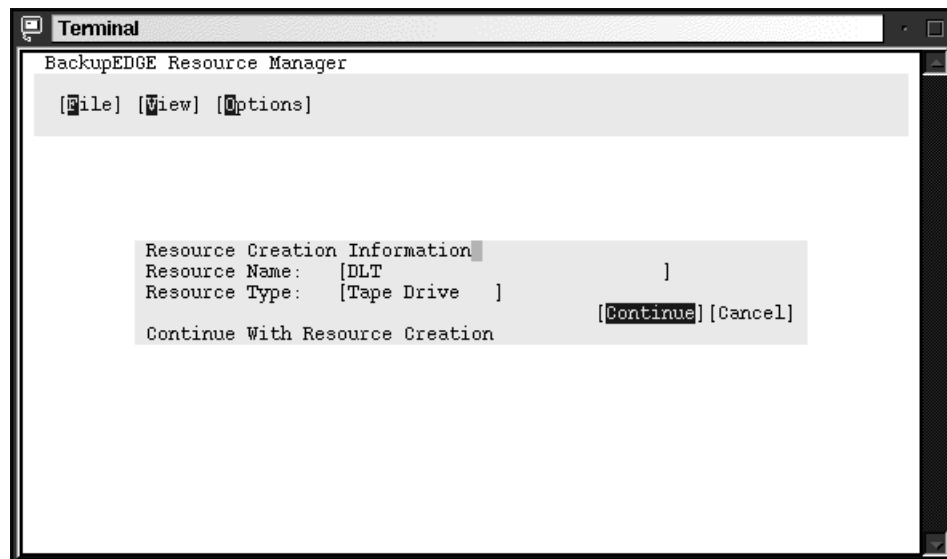 Terminal
BackupEDGE Resource Manager
[File] [View] [Options]
Resource Creation Information
Resource Name: [DLT ]
Resource Type: [Tape Drive ]
[Continue][Cancel]
Continue With Resource Creation